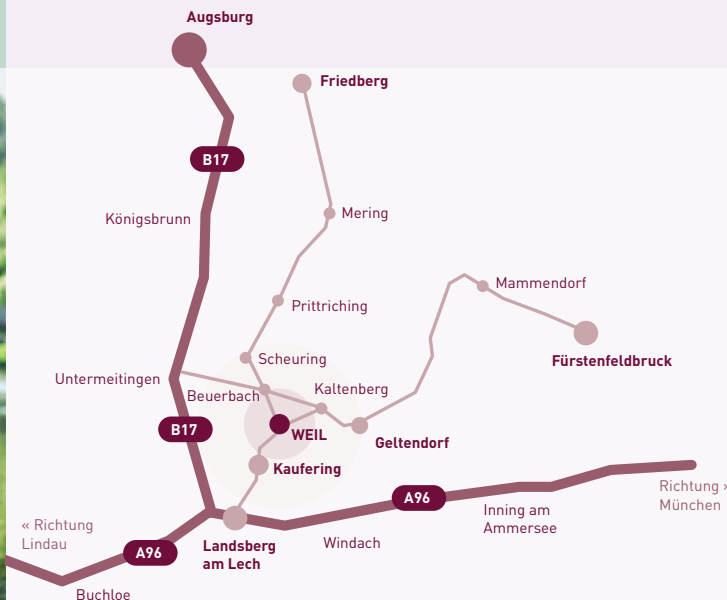 Augsburg
Friedberg
B17
Königsbrunn
Mering
Mammendorf
Prittriching
Fürstenfeldbruck
Scheuring
Untermeitingen
Beuerbach
Kaltenberg
B17
WEIL
Geltendorf
Kaufering
Richtung »
München
A96
Inning am
Ammersee
« Richtung
Lindau
A96
Landsberg
am Lech
Windach
Buchloe